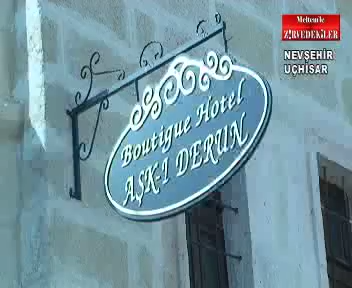 Meltem'le
ZİRVEDEKİLER
NEVŞEHİR
UÇHİSAR
Boutique Hotel
AŞK-I DERUN